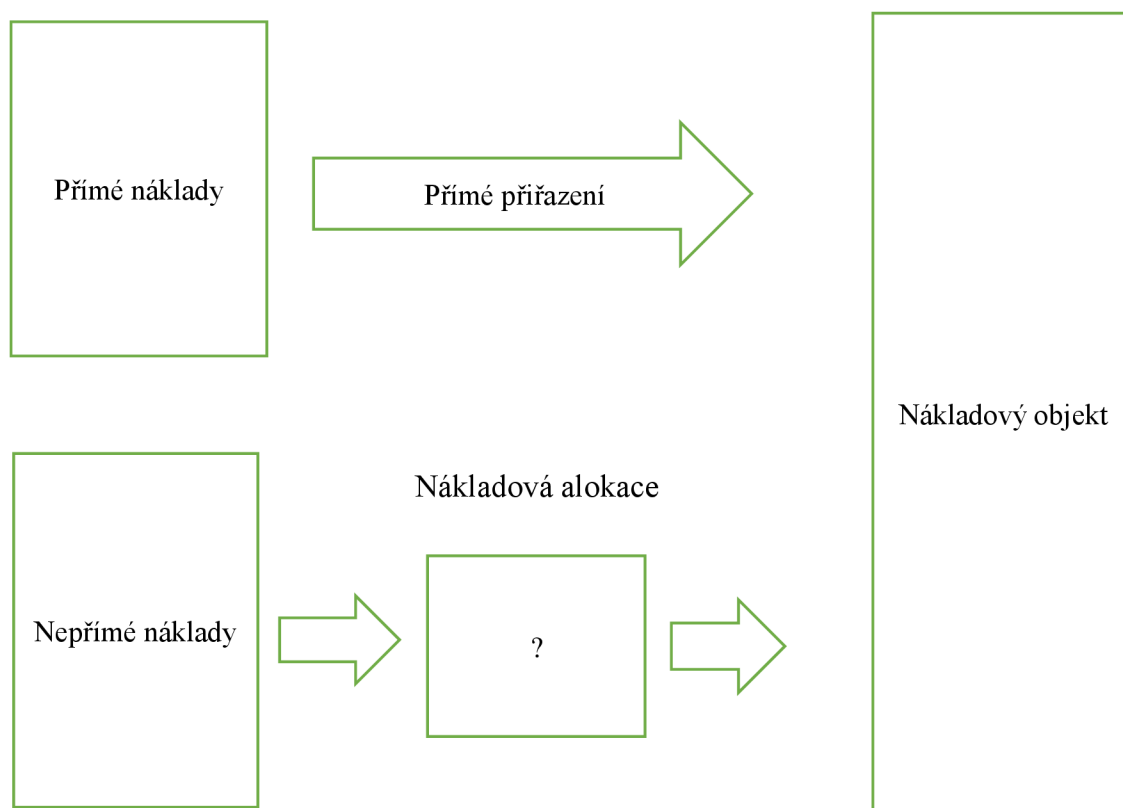 Přímé náklady
Přímé přiřazení
Nákladový objekt
Nákladová alokace
Nepřímé náklady
?